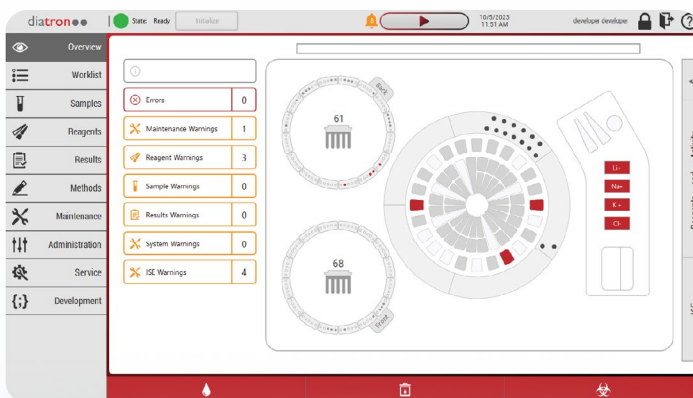 diatron
State: Ready
Initialize
10/5/2023
11:51 AM
developer developer
Overview
Worklist
Samples
Reagents
Results
Methods
Maintenance
Administration
Service
Development
Errors 0
Maintenance Warnings 1
Reagent Warnings 3
Sample Warnings 0
Results Warnings 0
System Warnings 0
ISE Warnings 4
61
Back
68
Front
Li-
Na+
K+
Cl-